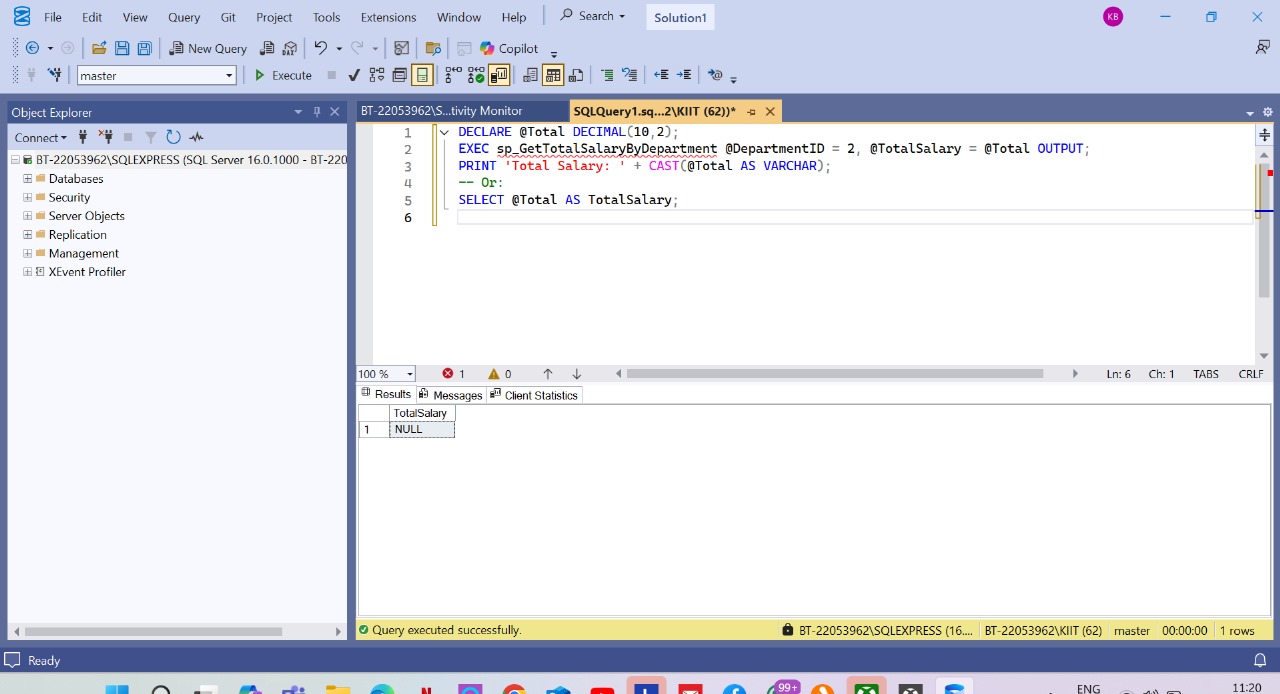 File Edit View Query Git Project Tools Extensions Window Help Search Solution1 KB
New Query DAX Copilot
master Execute
Object Explorer
Connect
BT-22053962\SQLEXPRESS (SQL Server 16.0.1000 - BT-220
Databases
Security
Server Objects
Replication
Management
XEvent Profiler
BT-22053962\S...tivity Monitor SQLQuery1.sq...2\KIIT (62))*
1 DECLARE @Total DECIMAL(10,2);
2 EXEC sp_GetTotalSalaryByDepartment @DepartmentID = 2, @TotalSalary = @Total OUTPUT;
3 PRINT 'Total Salary: ' + CAST(@Total AS VARCHAR);
4 -- Or:
5 SELECT @Total AS TotalSalary;
6
100 % 1 0 Ln: 6 Ch: 1 TABS CRLF
Results Messages Client Statistics
TotalSalary
1 NULL
Query executed successfully. BT-22053962\SQLEXPRESS (16.... BT-22053962\KIIT (62) master 00:00:00 1 rows
Ready
99+ ENG 11:20